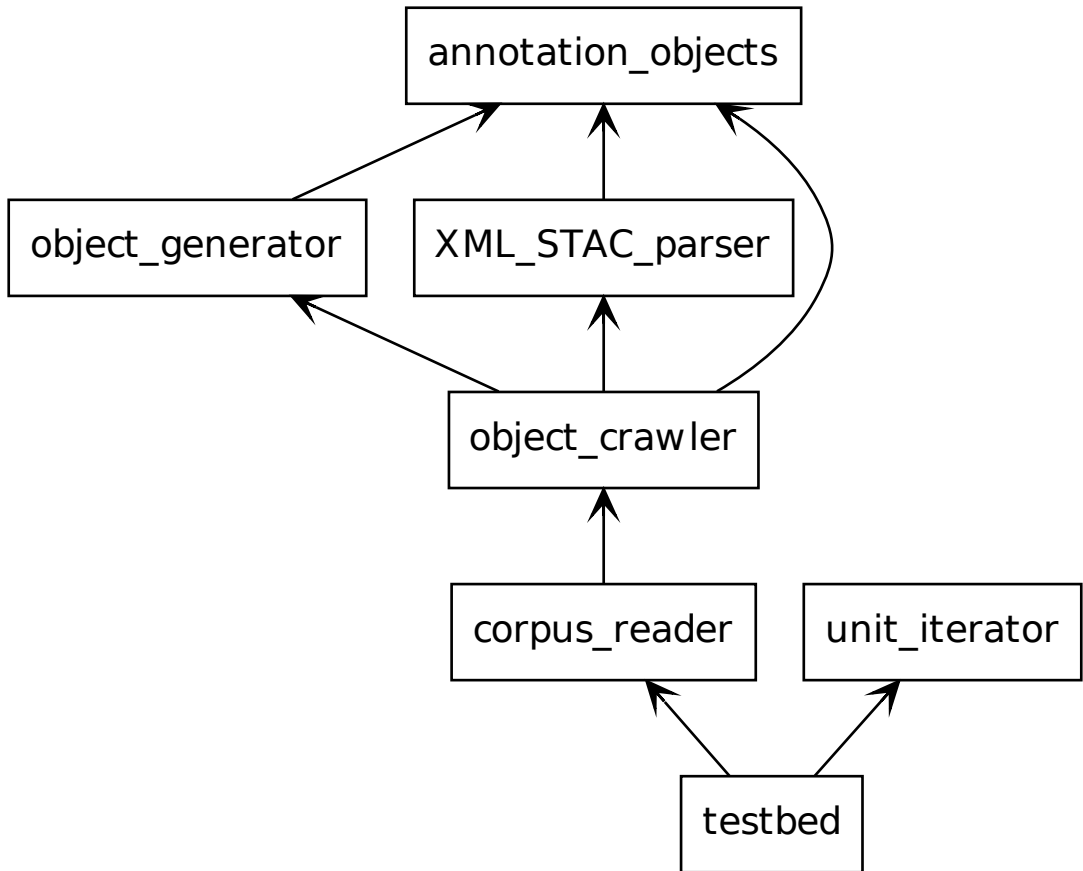 annotation_objects
object_generator
XML_STAC_parser
object_crawler
corpus_reader
unit_iterator
testbed